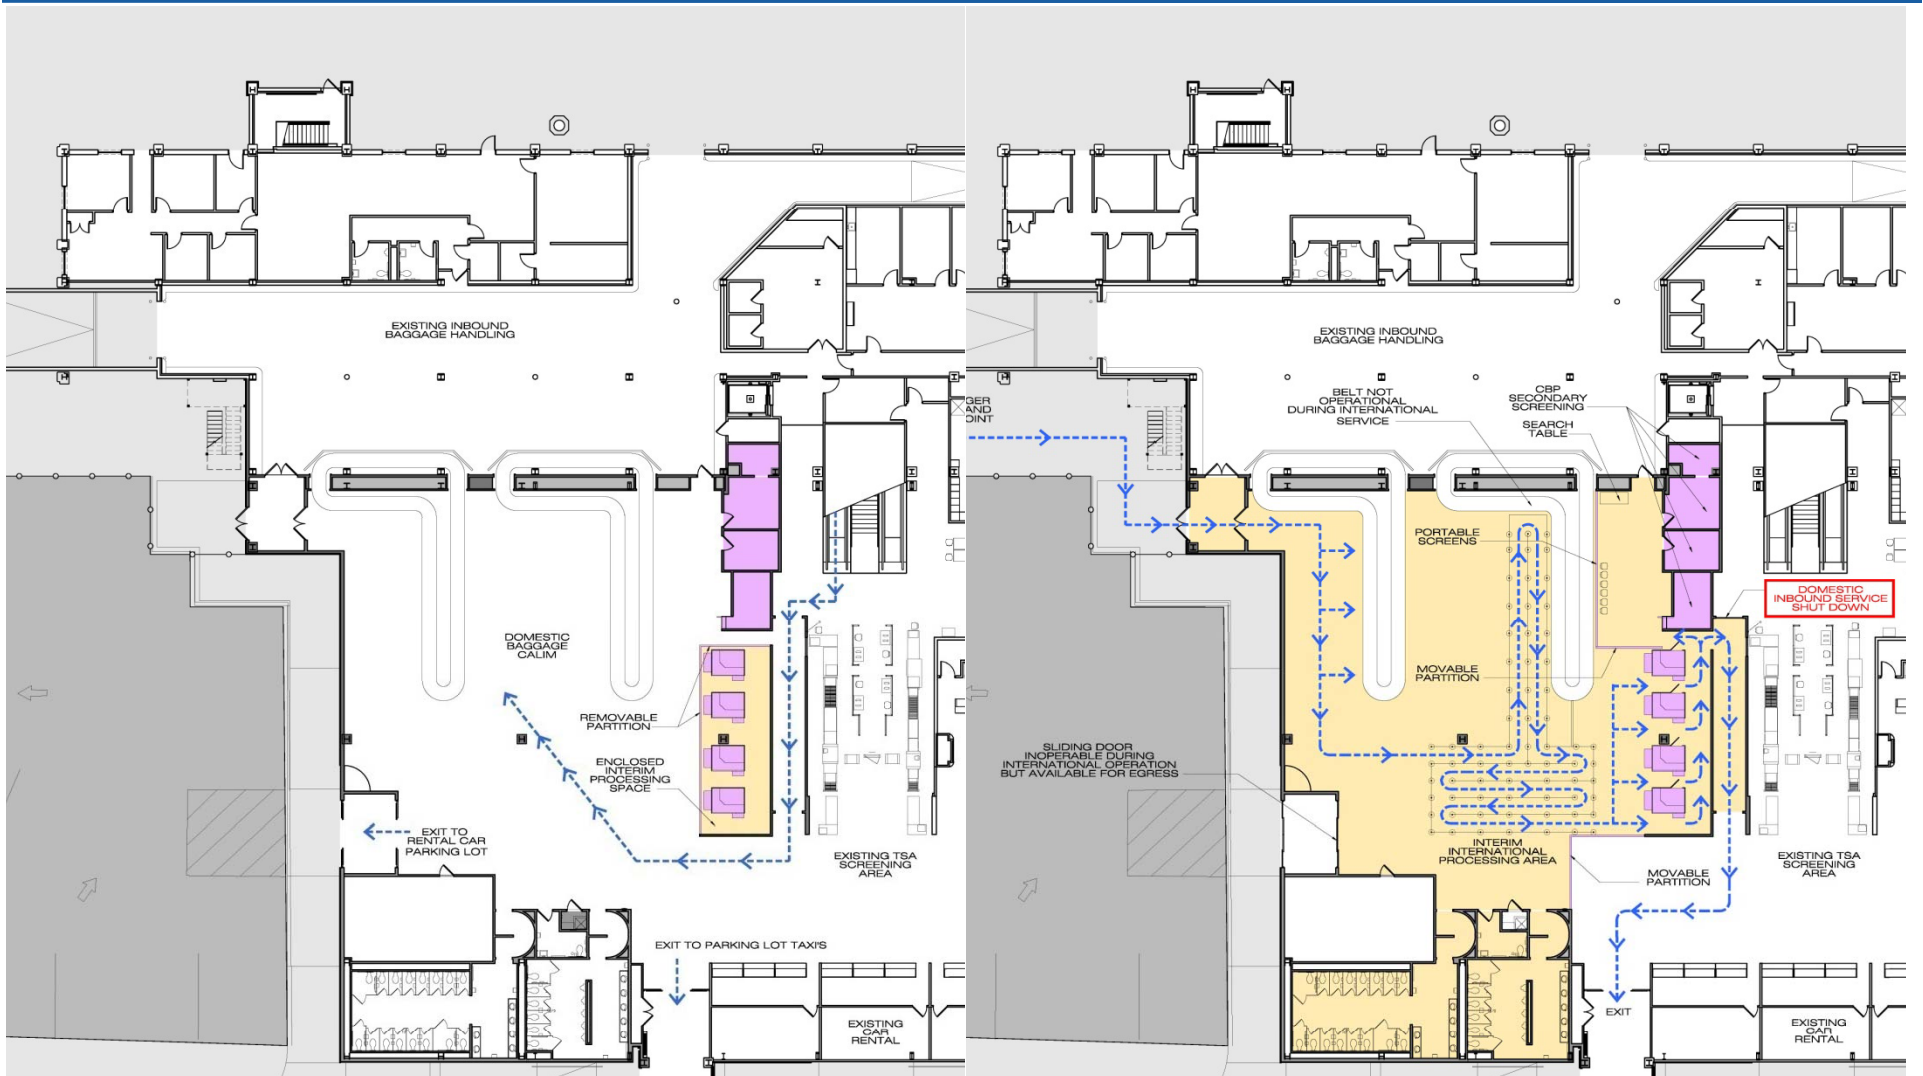 EXISTING INBOUND
BAGGAGE HANDLING
DOMESTIC
BAGGAGE
CALIM
REMOVABLE
PARTITION
ENCLOSED
INTERIM
PROCESSING
SPACE
EXIT TO
RENTAL CAR
PARKING LOT
EXISTING TSA
SCREENING
AREA
EXIT TO PARKING LOT TAXI'S
EXISTING
CAR
RENTAL
GER
AND
OINT
EXISTING INBOUND
BAGGAGE HANDLING
BELT NOT
OPERATIONAL
DURING INTERNATIONAL
SERVICE
CBP
SECONDARY
SCREENING
SEARCH
TABLE
PORTABLE
SCREENS
DOMESTIC
INBOUND SERVICE
SHUT DOWN
MOVABLE
PARTITION
SLIDING DOOR
INOPERABLE DURING
INTERNATIONAL OPERATION
BUT AVAILABLE FOR EGRESS
INTERIM
INTERNATIONAL
PROCESSING AREA
EXISTING TSA
SCREENING
AREA
MOVABLE
PARTITION
EXIT
EXISTING
CAR
RENTAL